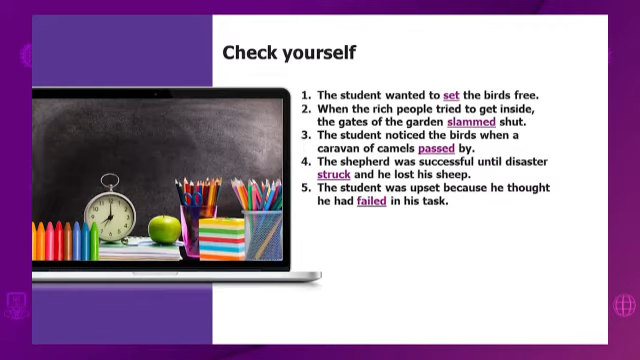 Check yourself
1. The student wanted to set the birds free.
2. When the rich people tried to get inside,
the gates of the garden slammed shut.
3. The student noticed the birds when a
caravan of camels passed by.
4. The shepherd was successful until disaster
struck and he lost his sheep.
5. The student was upset because he thought
he had failed in his task.